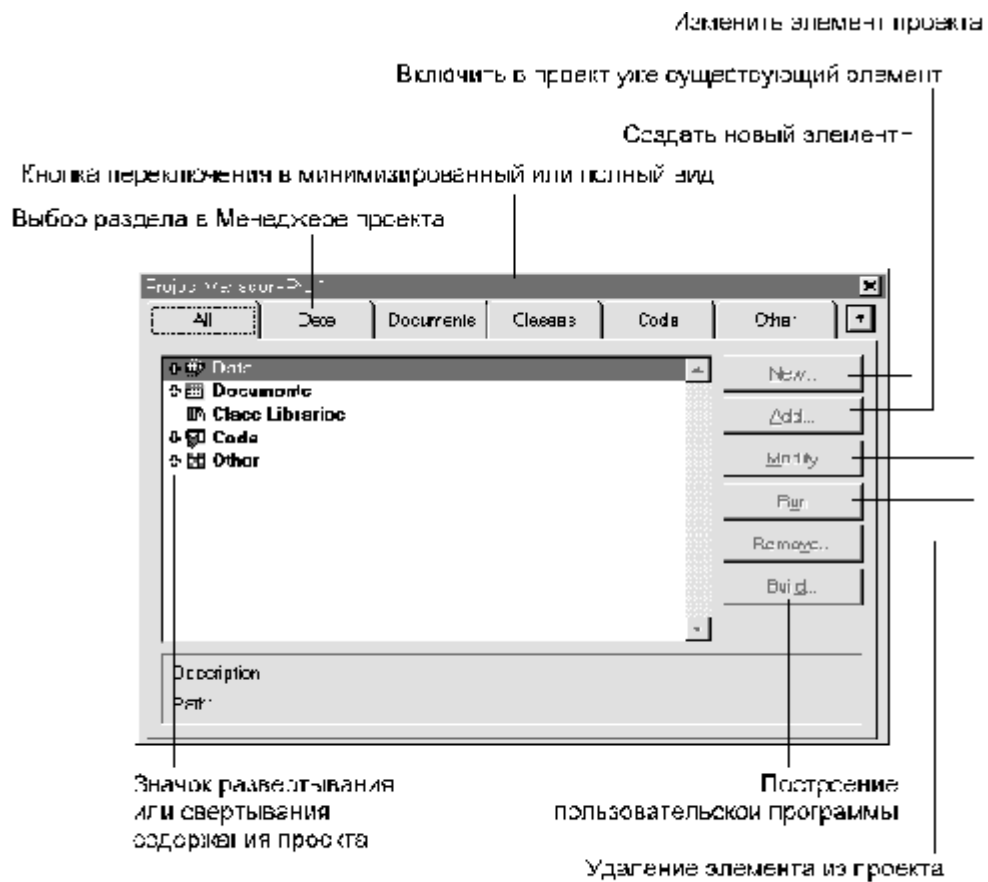 Изменить элемент проекта
Включить в проект уже существующий элемент
Создать новый элемент
Кнопка переключения в минимизированный или полный вид
Выбор раздела в Менеджере проекта
Project Manager
All Data Documents Classes Code Other
Data
Documents
Class Libraries
Code
Other
New...
Add...
Modify
Run
Remove...
Build...
Description
Path:
Значок развертывания
или свертывания
содержания проекта
Построение
пользовательской программы
Удаление элемента из проекта